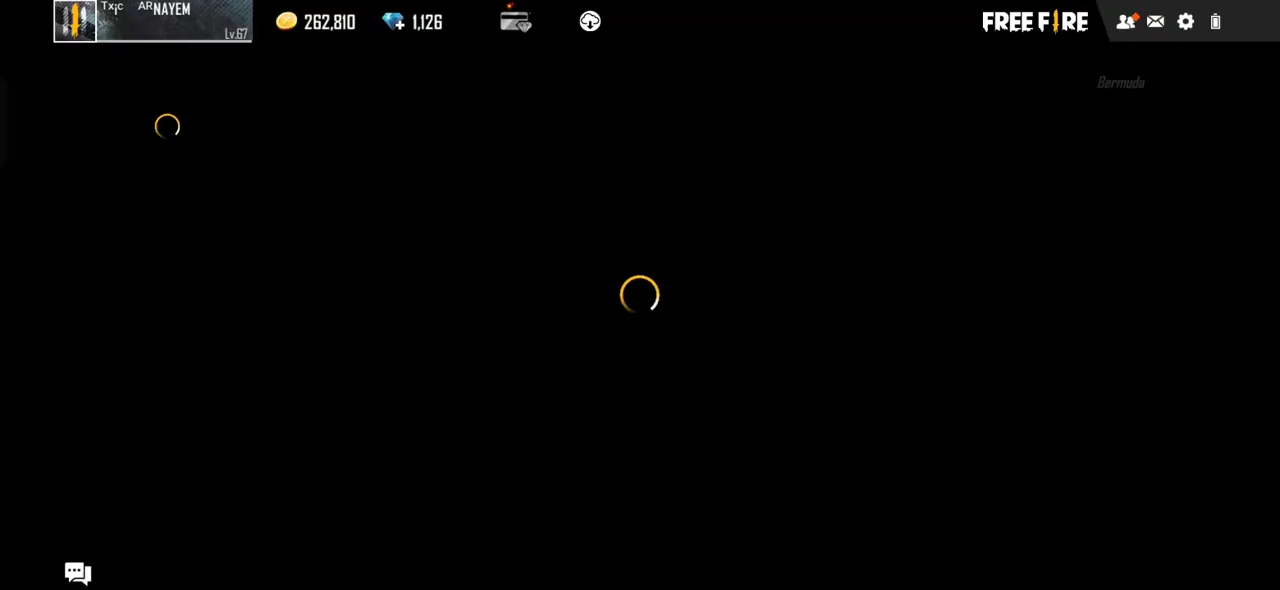 Txic ARNAYEM
Lv.67
262,810
1,126
FREE FIRE
Bermuda